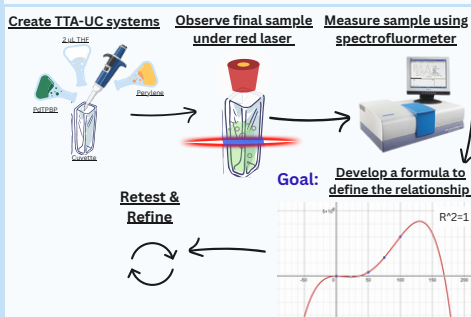 Create TTA-UC systems
2 uL THF
PdTPBP
Perylene
Cuvette
Observe final sample
under red laser
Measure sample using
spectrofluormeter
Goal:
Develop a formula to
define the relationship
R^2=1
-50
0
50
100
150
200
Retest &
Refine